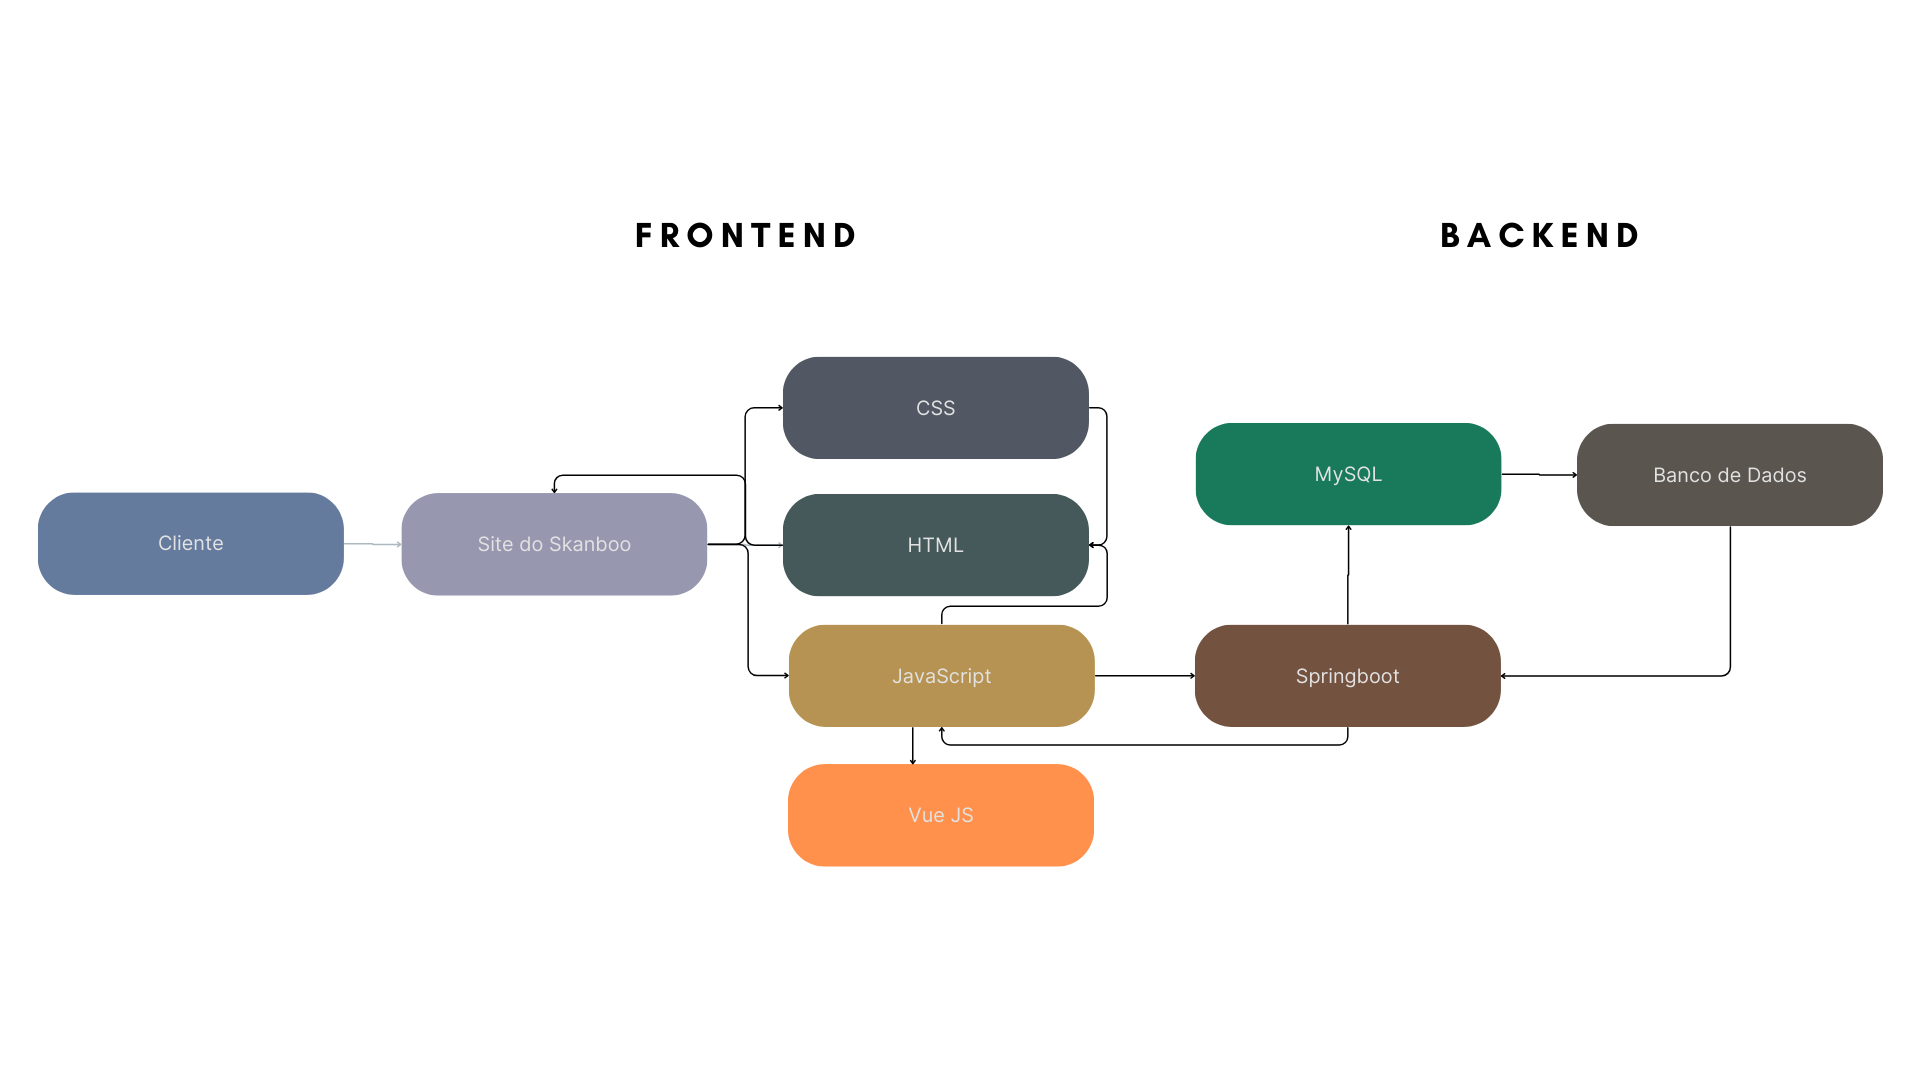 FRONTEND
BACKEND
CSS
MySQL
Banco de Dados
Cliente
Site do Skanboo
HTML
JavaScript
Springboot
Vue JS